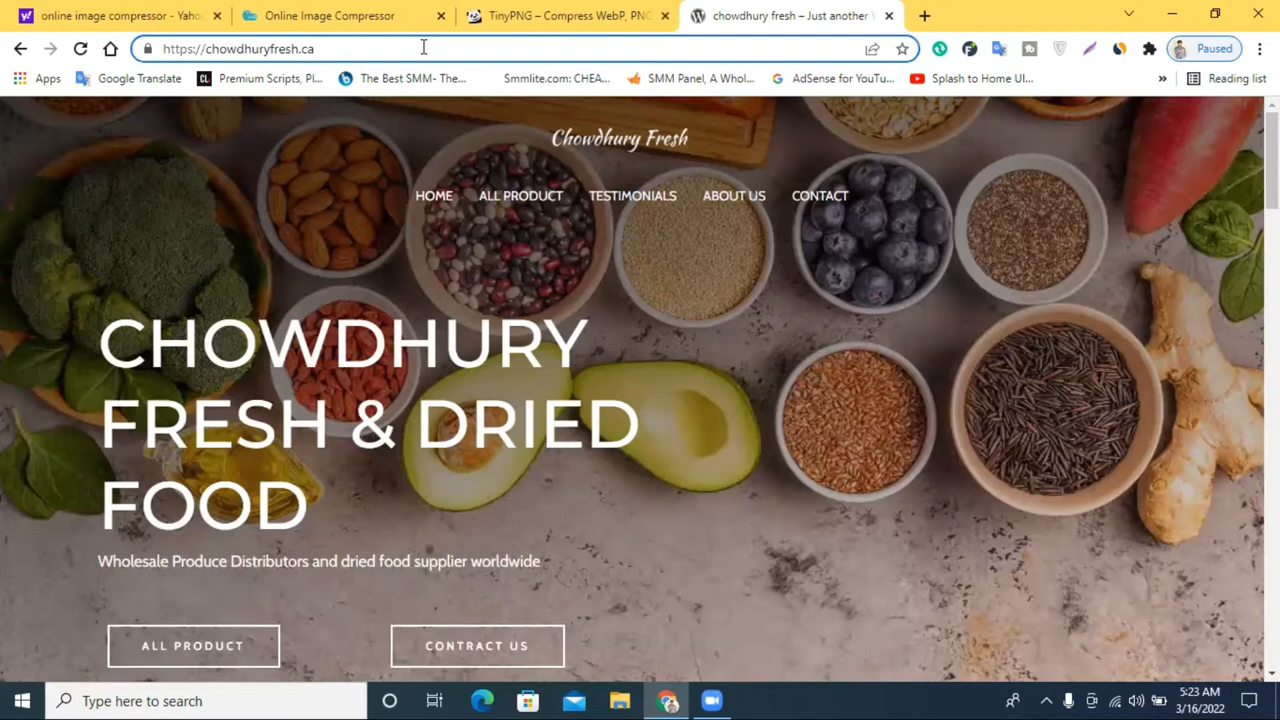 online image compressor - Yaho
Online Image Compressor
TinyPNG – Compress WebP, PNG
chowdhury fresh – Just another W
https://chowdhuryfresh.ca
Paused
Apps
Google Translate
Premium Scripts, Pl...
The Best SMM- The...
Smmlite.com: CHEA...
SMM Panel, A Whol...
AdSense for YouTu...
Splash to Home UI...
»
Reading list
Chowdhury Fresh
HOME ALL PRODUCT TESTIMONIALS ABOUT US CONTACT
CHOWDHURY
FRESH & DRIED
FOOD
Wholesale Produce Distributors and dried food supplier worldwide
ALL PRODUCT
CONTRACT US
Type here to search
5:23 AM
3/16/2022